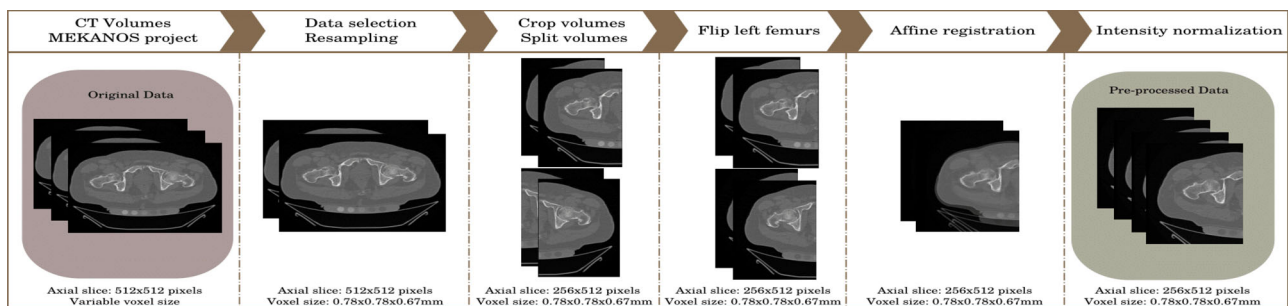 CT Volumes
MEKANOS project
Data selection
Resampling
Crop volumes
Split volumes
Flip left femurs
Affine registration
Intensity normalization
Original Data
Pre-processed Data
Axial slice: 512x512 pixels
Variable voxel size
Axial slice: 512x512 pixels
Voxel size: 0.78x0.78x0.67mm
Axial slice: 256x512 pixels
Voxel size: 0.78x0.78x0.67mm
Axial slice: 256x512 pixels
Voxel size: 0.78x0.78x0.67mm
Axial slice: 256x512 pixels
Voxel size: 0.78x0.78x0.67mm
Axial slice: 256x512 pixels
Voxel size: 0.78x0.78x0.67mm